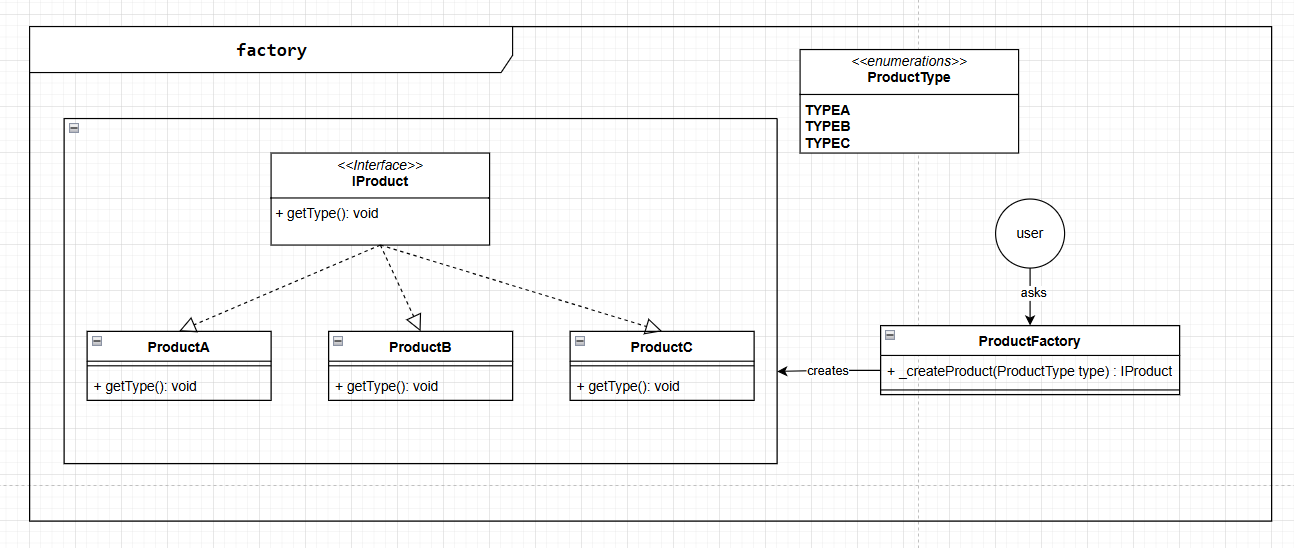 factory
<<enumerations>>
ProductType
TYPEA
TYPEB
TYPEC
<<Interface>>
IProduct
+ getType(): void
user
asks
ProductA
+ getType(): void
ProductB
+ getType(): void
ProductC
+ getType(): void
creates
ProductFactory
+ _createProduct(ProductType type) : IProduct